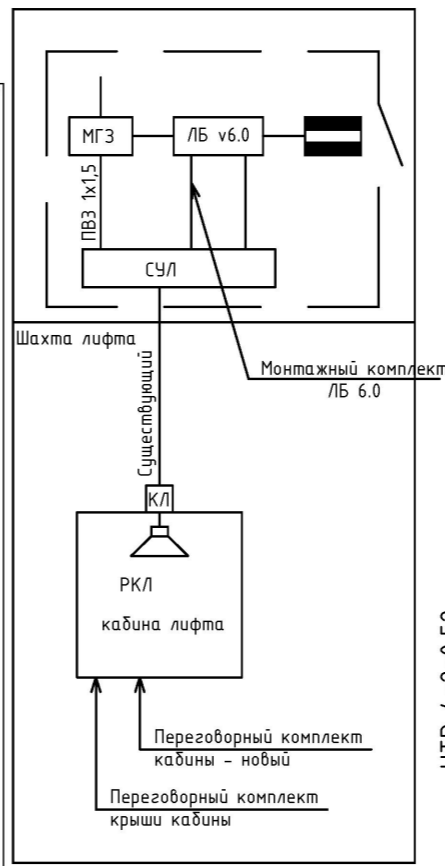 МГЗ
ЛБ v6.0
ПВЗ 1x1,5
СУЛ
Шахта лифта
Существующий
Монтажный комплект
ЛБ 6.0
КЛ
РКЛ
кабина лифта
Переговорный комплект
кабины - новый
Переговорный комплект
крыши кабины